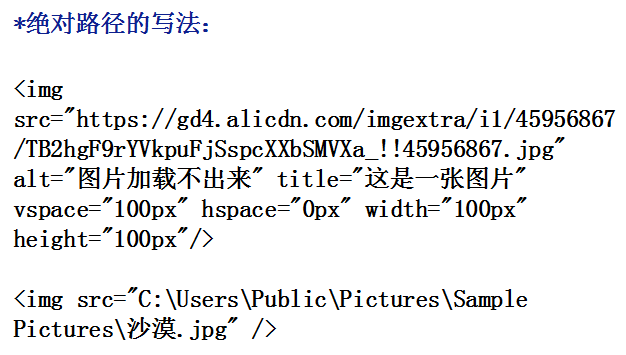 *绝对路径的写法：
<img
src="https://gd4.alicdn.com/imgextra/i1/45956867
/TB2hgF9rYVkpuFjSspcXXbSMVXa_!!45956867.jpg"
alt="图片加载不出来" title="这是一张图片"
vspace="100px" hspace="0px" width="100px"
height="100px"/>
<img src="C:\Users\Public\Pictures\Sample
Pictures\沙漠.jpg" />